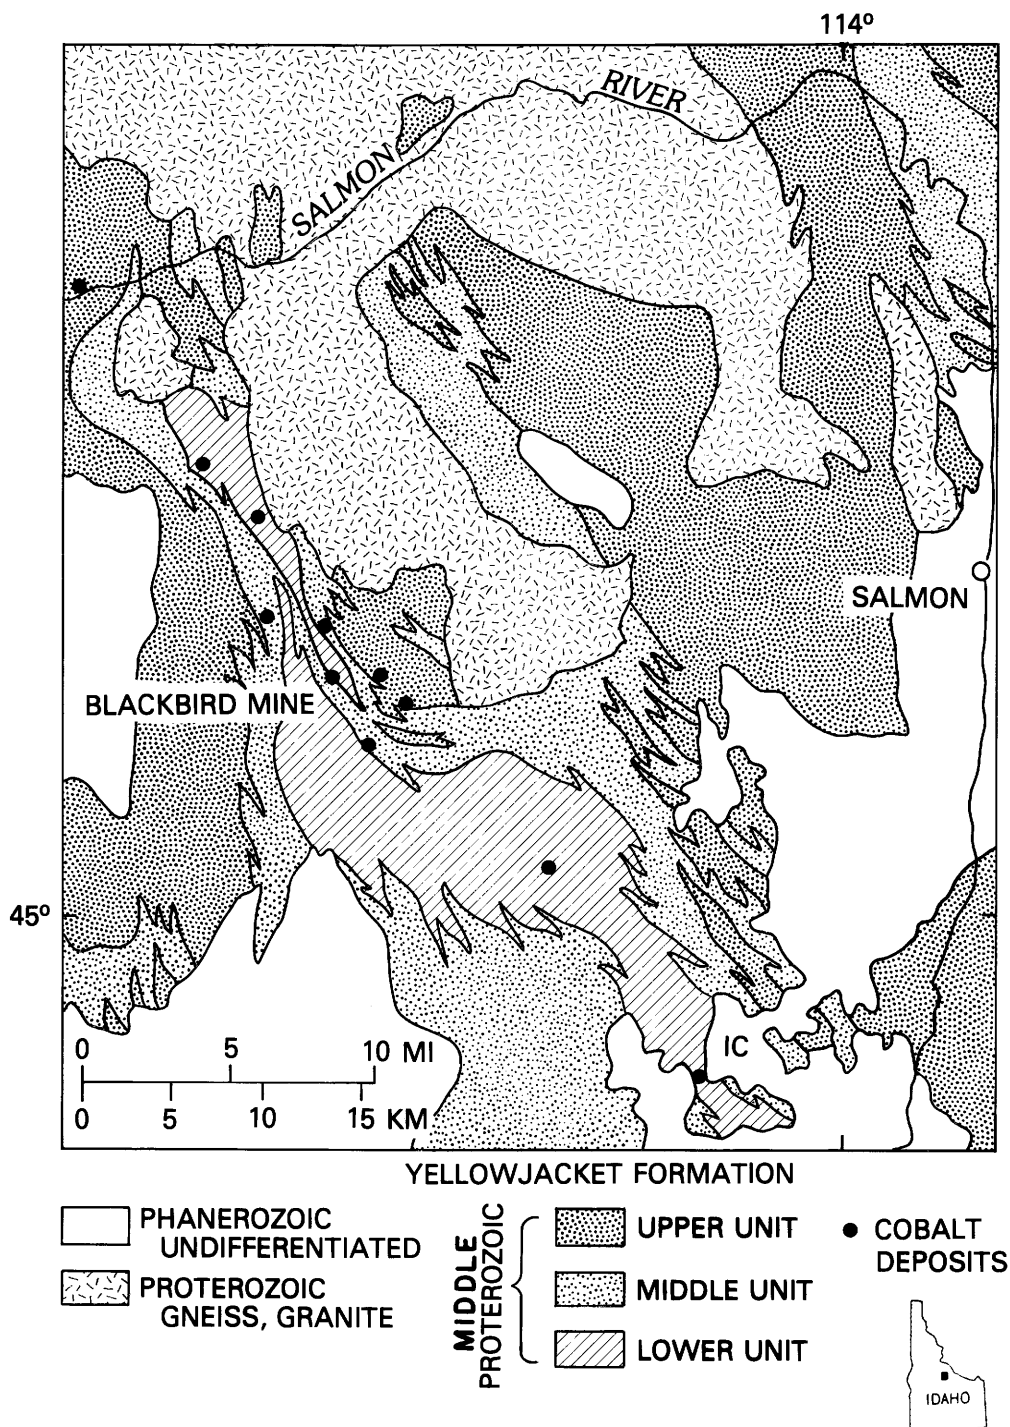 114°
SALMON RIVER
SALMON
BLACKBIRD MINE
45°
IC
0 5 10 MI
0 5 10 15 KM
YELLOWJACKET FORMATION
PHANEROZOIC
UNDIFFERENTIATED
PROTEROZOIC
GNEISS, GRANITE
MIDDLE
PROTEROZOIC
UPPER UNIT
MIDDLE UNIT
LOWER UNIT
COBALT
DEPOSITS
IDAHO